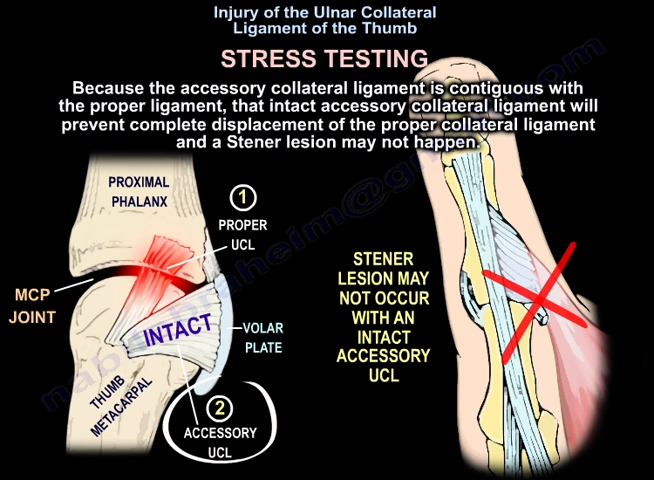 Injury of the Ulnar Collateral
Ligament of the Thumb
STRESS TESTING
Because the accessory collateral ligament is contiguous with
the proper ligament, that intact accessory collateral ligament will
prevent complete displacement of the proper collateral ligament
and a Stener lesion may not happen.
PROXIMAL
PHALANX
1
PROPER
UCL
MCP
JOINT
INTACT
VOLAR
PLATE
THUMB
METACARPAL
2
ACCESSORY
UCL
STENER
LESION MAY
NOT OCCUR
WITH AN
INTACT
ACCESSORY
UCL